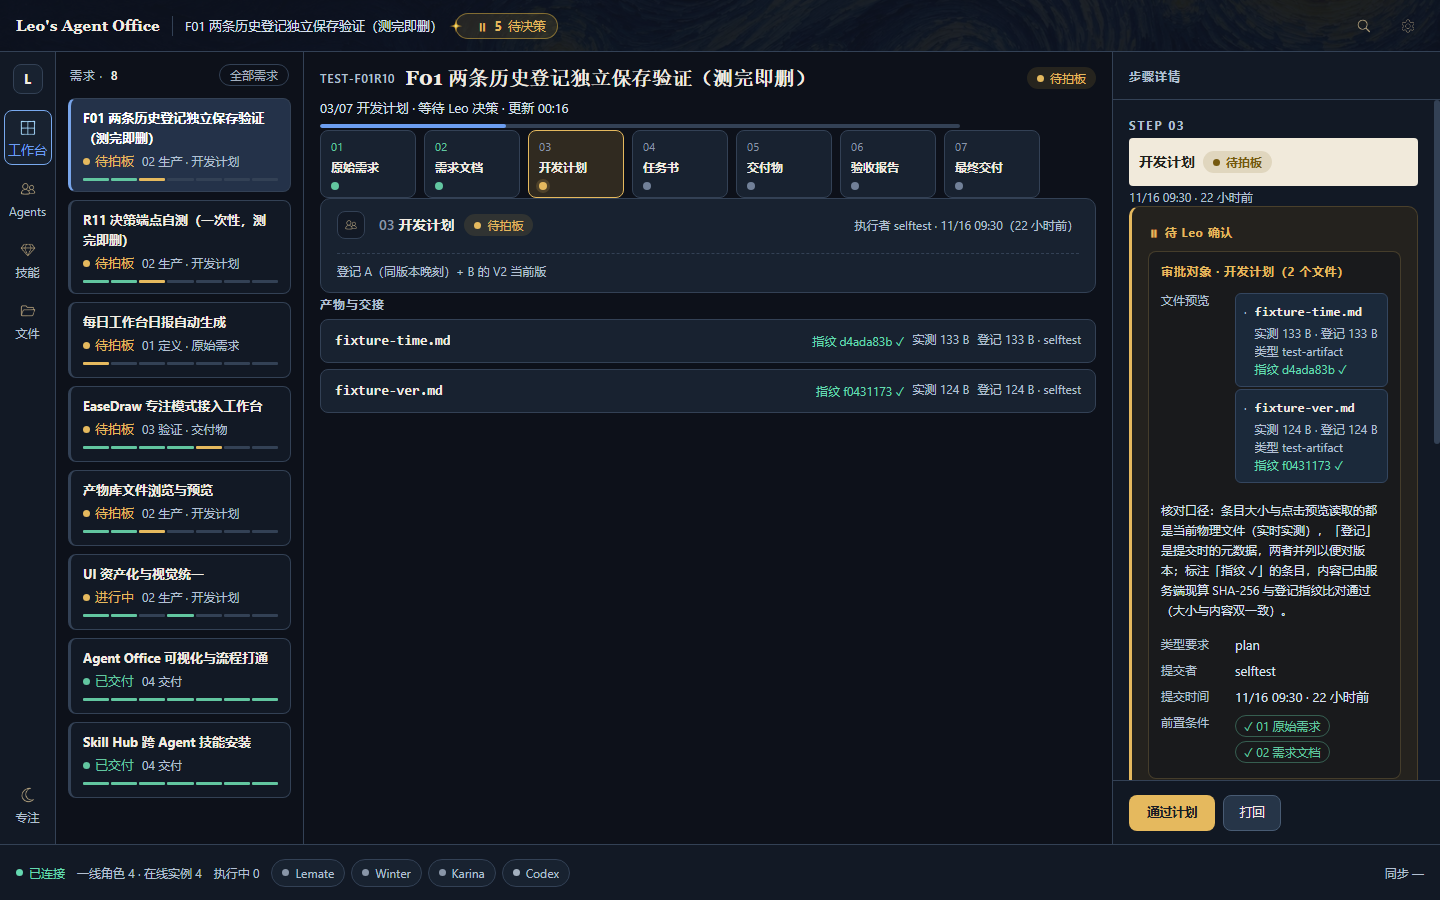 Leo's Agent Office
F01 两条历史登记独立保存验证（测完即删）
5 待决策
L
工作台
Agents
技能
文件
专注
需求 · 8
全部需求
F01 两条历史登记独立保存验证
（测完即删）
待拍板 02 生产 · 开发计划
R11 决策端点自测（一次性，测
完即删）
待拍板 02 生产 · 开发计划
每日工作台日报自动生成
待拍板 01 定义 · 原始需求
EaseDraw 专注模式接入工作台
待拍板 03 验证 · 交付物
产物库文件浏览与预览
待拍板 02 生产 · 开发计划
UI 资产化与视觉统一
进行中 02 生产 · 开发计划
Agent Office 可视化与流程打通
已交付 04 交付
Skill Hub 跨 Agent 技能安装
已交付 04 交付
TEST-F01R10 F01 两条历史登记独立保存验证（测完即删）
待拍板
03/07 开发计划 · 等待 Leo 决策 · 更新 00:16
01
原始需求
02
需求文档
03
开发计划
04
任务书
05
交付物
06
验收报告
07
最终交付
03 开发计划 待拍板
执行者 selftest · 11/16 09:30（22 小时前）
登记 A（同版本晚刻）+ B 的 V2 当前版
产物与交接
fixture-time.md
指纹 d4ada83b ✓ 实测 133 B 登记 133 B · selftest
fixture-ver.md
指纹 f0431173 ✓ 实测 124 B 登记 124 B · selftest
步骤详情
STEP 03
开发计划 待拍板
11/16 09:30 · 22 小时前
待 Leo 确认
审批对象 · 开发计划（2 个文件）
文件预览
· fixture-time.md
实测 133 B · 登记 133 B
类型 test-artifact
指纹 d4ada83b ✓
· fixture-ver.md
实测 124 B · 登记 124 B
类型 test-artifact
指纹 f0431173 ✓
核对口径：条目大小与点击预览读取的都
是当前物理文件（实时实测），「登记」
是提交时的元数据，两者并列以便对版
本；标注「指纹 ✓」的条目，内容已由服
务端现算 SHA-256 与登记指纹比对通过
（大小与内容双一致）。
类型要求 plan
提交者 selftest
提交时间 11/16 09:30 · 22 小时前
前置条件
✓ 01 原始需求
✓ 02 需求文档
通过计划
打回
已连接 一线角色 4 · 在线实例 4 执行中 0
Lemate
Winter
Karina
Codex
同步 —